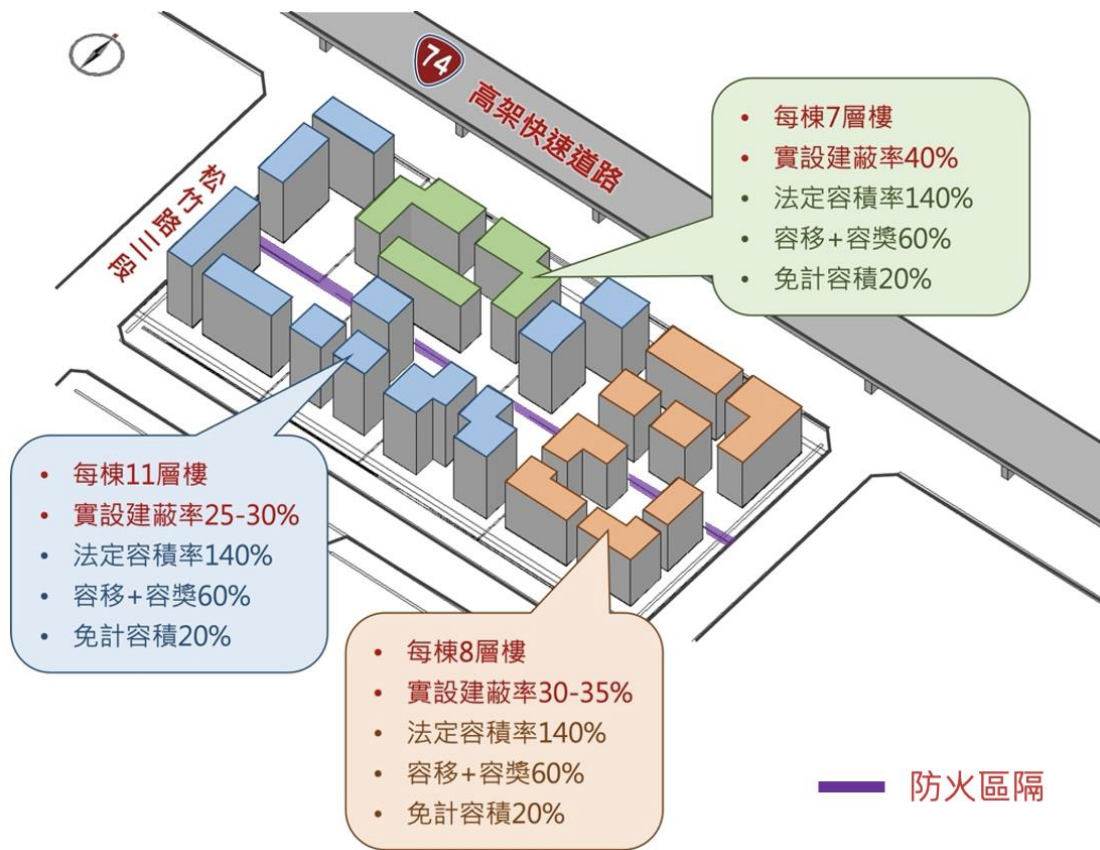 74
高架快速道路
松竹路三段
• 每棟7層樓
• 實設建蔽率40%
• 法定容積率140%
• 容移+容獎60%
• 免計容積20%
• 每棟11層樓
• 實設建蔽率25-30%
• 法定容積率140%
• 容移+容獎60%
• 免計容積20%
• 每棟8層樓
• 實設建蔽率30-35%
• 法定容積率140%
• 容移+容獎60%
• 免計容積20%
防火區隔